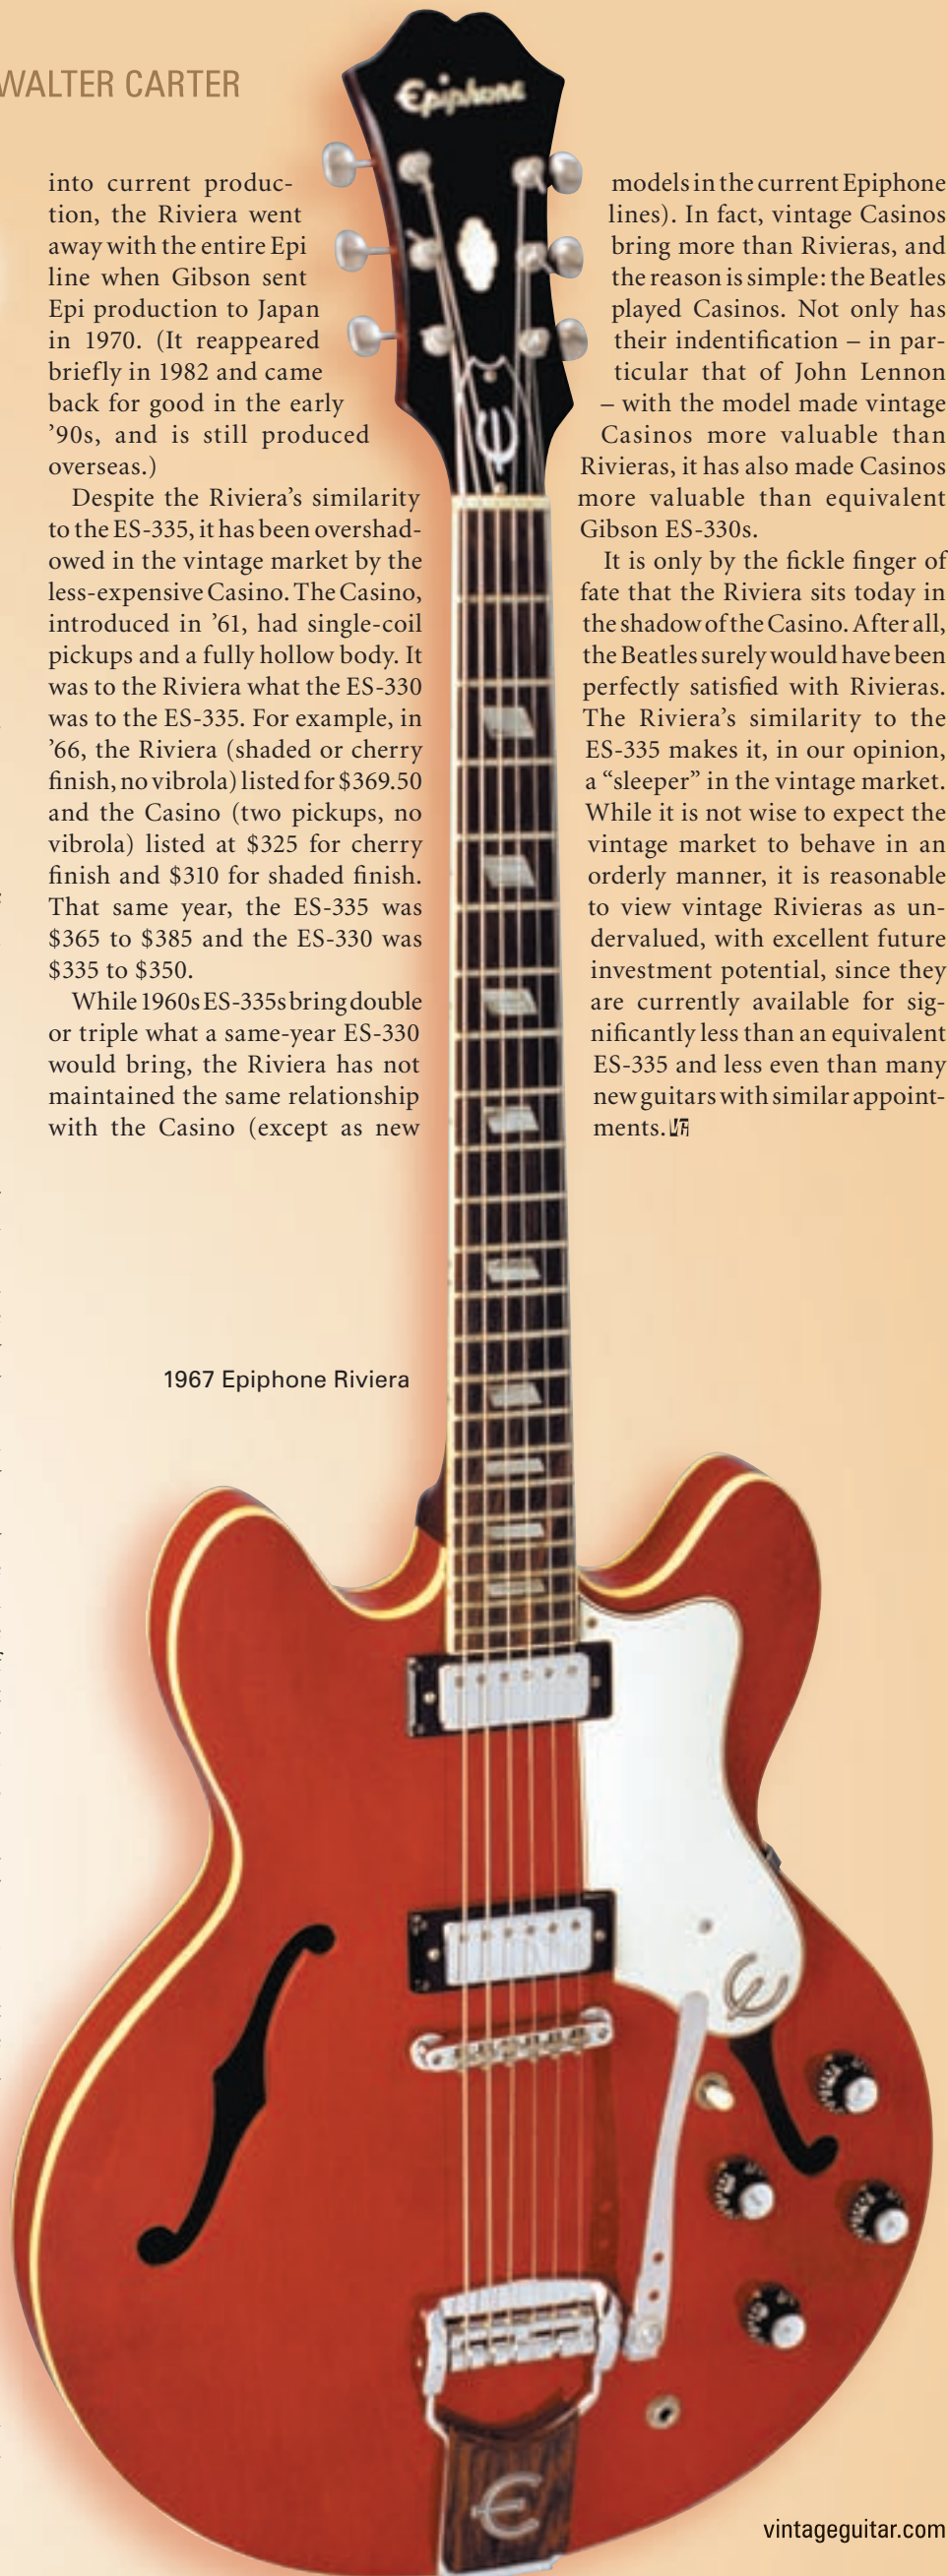 WALTER CARTER
Epiphone
into current produc-
tion, the Riviera went
away with the entire Epi
line when Gibson sent
Epi production to Japan
in 1970. (It reappeared
briefly in 1982 and came
back for good in the early
’90s, and is still produced
overseas.)
Despite the Riviera’s similarity
to the ES-335, it has been overshad-
owed in the vintage market by the
less-expensive Casino. The Casino,
introduced in ’61, had single-coil
pickups and a fully hollow body. It
was to the Riviera what the ES-330
was to the ES-335. For example, in
’66, the Riviera (shaded or cherry
finish, no vibrola) listed for $369.50
and the Casino (two pickups, no
vibrola) listed at $325 for cherry
finish and $310 for shaded finish.
That same year, the ES-335 was
$365 to $385 and the ES-330 was
$335 to $350.
While 1960s ES-335s bring double
or triple what a same-year ES-330
would bring, the Riviera has not
maintained the same relationship
with the Casino (except as new
models in the current Epiphone
lines). In fact, vintage Casinos
bring more than Rivieras, and
the reason is simple: the Beatles
played Casinos. Not only has
their indentification – in par-
ticular that of John Lennon
– with the model made vintage
Casinos more valuable than
Rivieras, it has also made Casinos
more valuable than equivalent
Gibson ES-330s.
It is only by the fickle finger of
fate that the Riviera sits today in
the shadow of the Casino. After all,
the Beatles surely would have been
perfectly satisfied with Rivieras.
The Riviera’s similarity to the
ES-335 makes it, in our opinion,
a “sleeper” in the vintage market.
While it is not wise to expect the
vintage market to behave in an
orderly manner, it is reasonable
to view vintage Rivieras as un-
dervalued, with excellent future
investment potential, since they
are currently available for sig-
nificantly less than an equivalent
ES-335 and less even than many
new guitars with similar appoint-
ments. VG
1967 Epiphone Riviera
vintageguitar.com